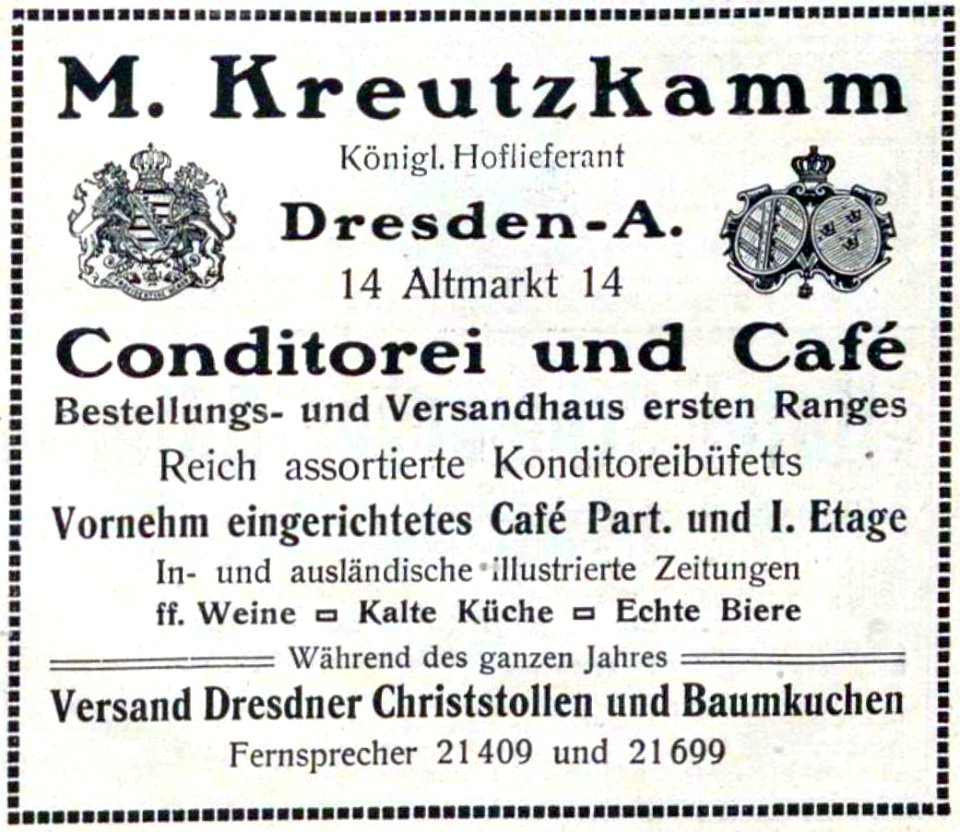 M. Kreutzkamm
Königl. Hoflieferant
Dresden-A.
14 Altmarkt 14
Conditorei und Café
Bestellungs- und Versandhaus ersten Ranges
Reich assortierte Konditoreibüfetts
Vornehm eingerichtetes Café Part. und I. Etage
In- und ausländische illustrierte Zeitungen
ff. Weine ▭ Kalte Küche ▭ Echte Biere
Während des ganzen Jahres
Versand Dresdner Christstollen und Baumkuchen
Fernsprecher 21409 und 21699